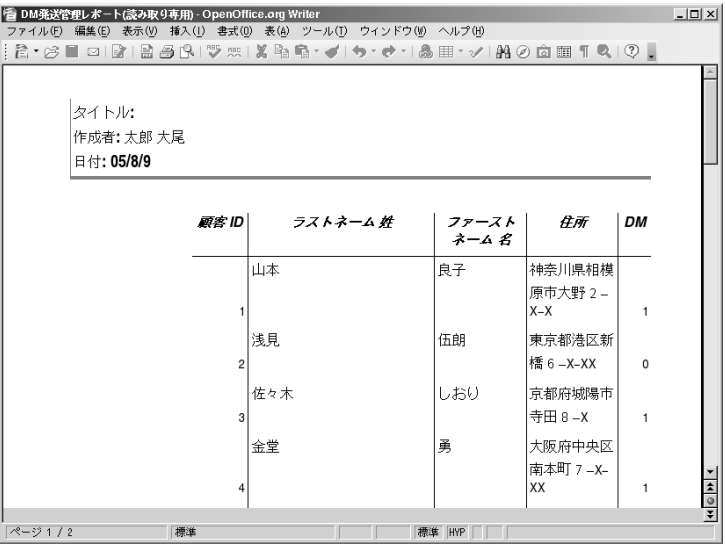 DM発送管理レポート(読み取り専用) - OpenOffice.org Writer
ファイル(F) 編集(E) 表示(V) 挿入(I) 書式(O) 表(A) ツール(T) ウィンドウ(W) ヘルプ(H)
タイトル:
作成者: 太郎 大尾
日付: 05/8/9
顧客 ID ラストネーム 姓 ファースト 住所 DM
ネーム 名
山本 良子 神奈川県相模
原市大野 2 –
1 X–X 1
浅見 伍朗 東京都港区新
2 橋 6 –X–XX 0
佐々木 しおり 京都府城陽市
3 寺田 8 –X 1
金堂 勇 大阪府中央区
南本町 7 –X–
4 XX 1
ページ 1 / 2 標準 標準 HYP